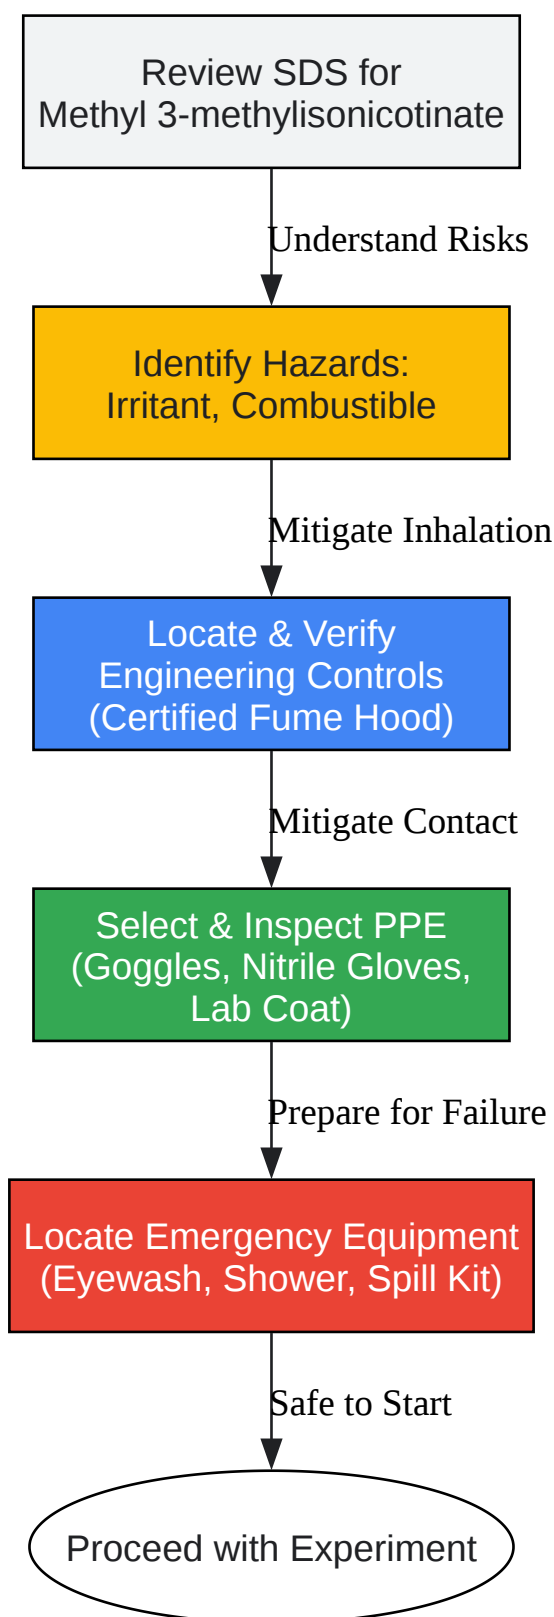 Review SDS for
Methyl 3-methylisonicotinate
Understand Risks
Identify Hazards:
Irritant, Combustible
Mitigate Inhalation
Locate & Verify
Engineering Controls
(Certified Fume Hood)
Mitigate Contact
Select & Inspect PPE
(Goggles, Nitrile Gloves,
Lab Coat)
Prepare for Failure
Locate Emergency Equipment
(Eyewash, Shower, Spill Kit)
Safe to Start
Proceed with Experiment